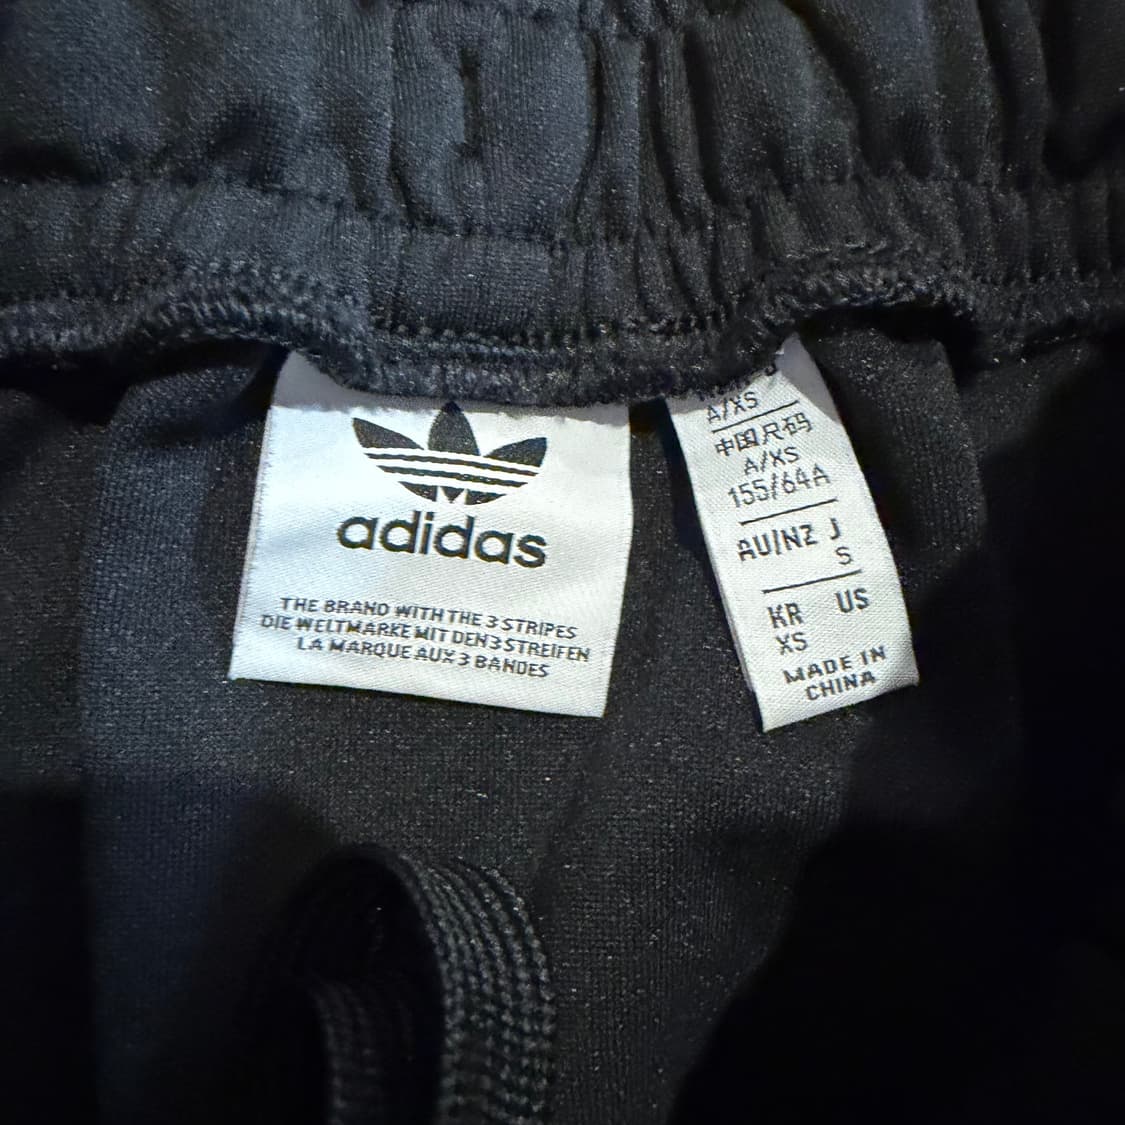 adidas
THE BRAND WITH THE 3 STRIPES
DIE WELTMARKE MIT DEN 3 STREIFEN
LA MARQUE AUX 3 BANDES
A/XS
中国尺码
A/XS
155/64A
AU/NZ J
S
KR US
XS
MADE IN
CHINA